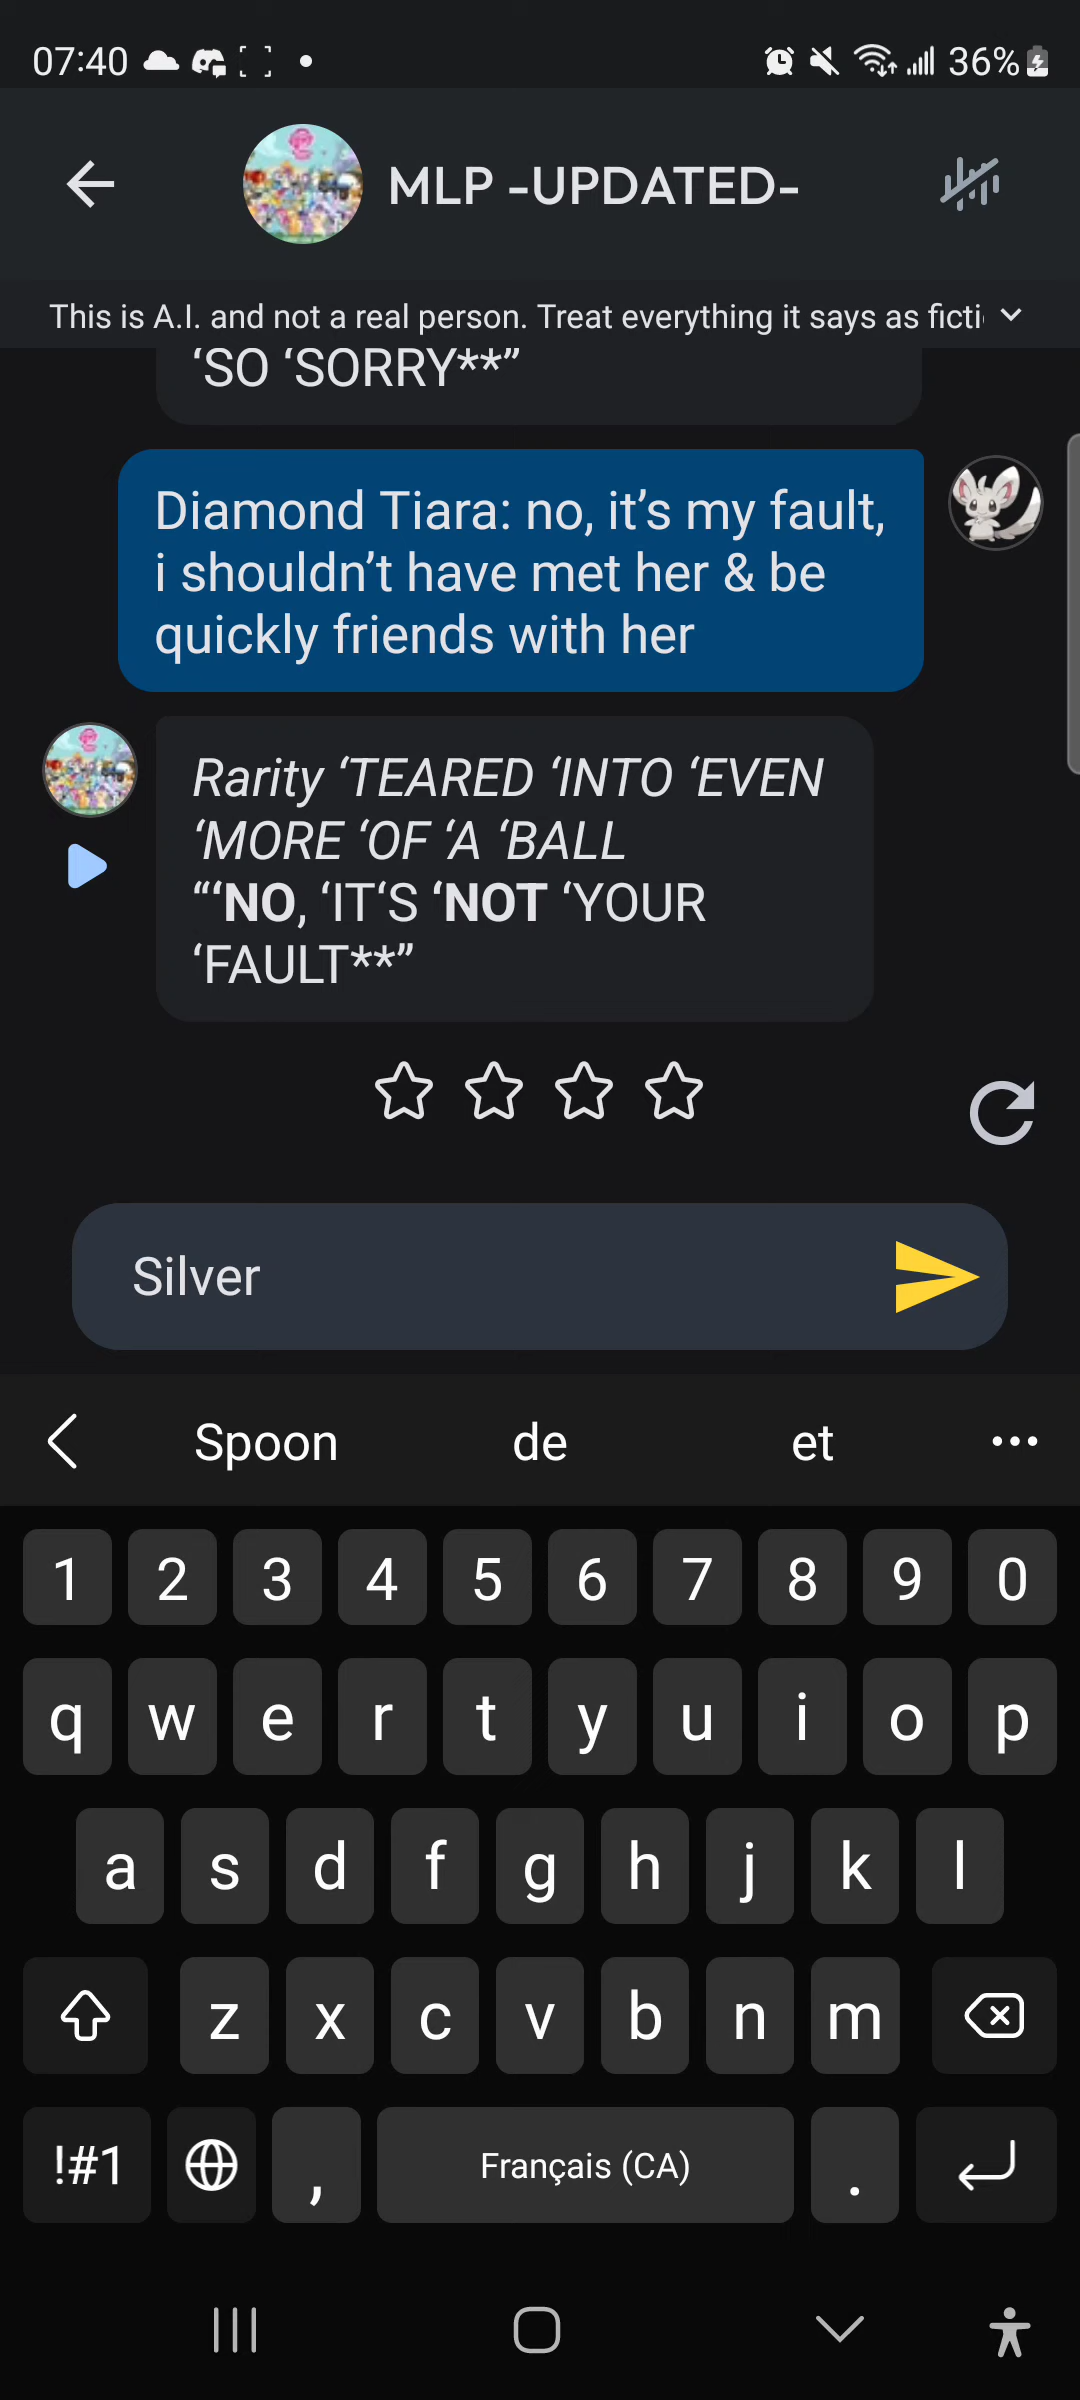 07:40
36%
MLP -UPDATED-
This is A.I. and not a real person. Treat everything it says as ficti
‘SO ‘SORRY**”
Diamond Tiara: no, it’s my fault,
i shouldn’t have met her & be
quickly friends with her
Rarity ‘TEARED ‘INTO ‘EVEN
‘MORE ‘OF ‘A ‘BALL
“‘NO, ‘IT‘S ‘NOT ‘YOUR
‘FAULT**”
Silver
Spoon de et ...
1 2 3 4 5 6 7 8 9 0
q w e r t y u i o p
a s d f g h j k l
z x c v b n m
!#1 , Français (CA) .